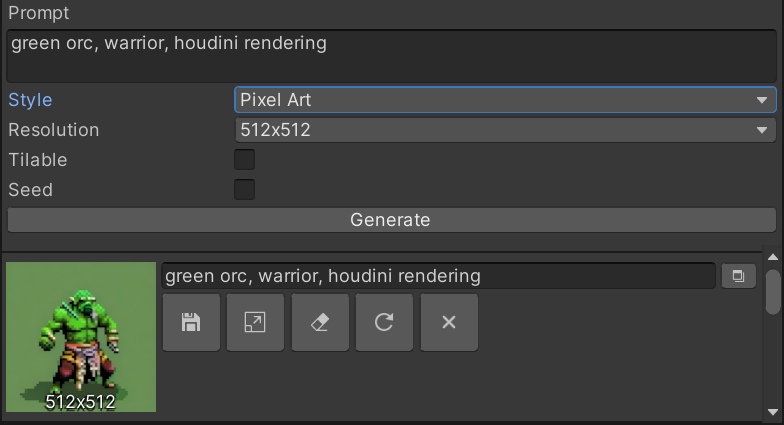 Prompt
green orc, warrior, houdini rendering
Style
Pixel Art
Resolution
512x512
Tilable
Seed
Generate
green orc, warrior, houdini rendering
512x512